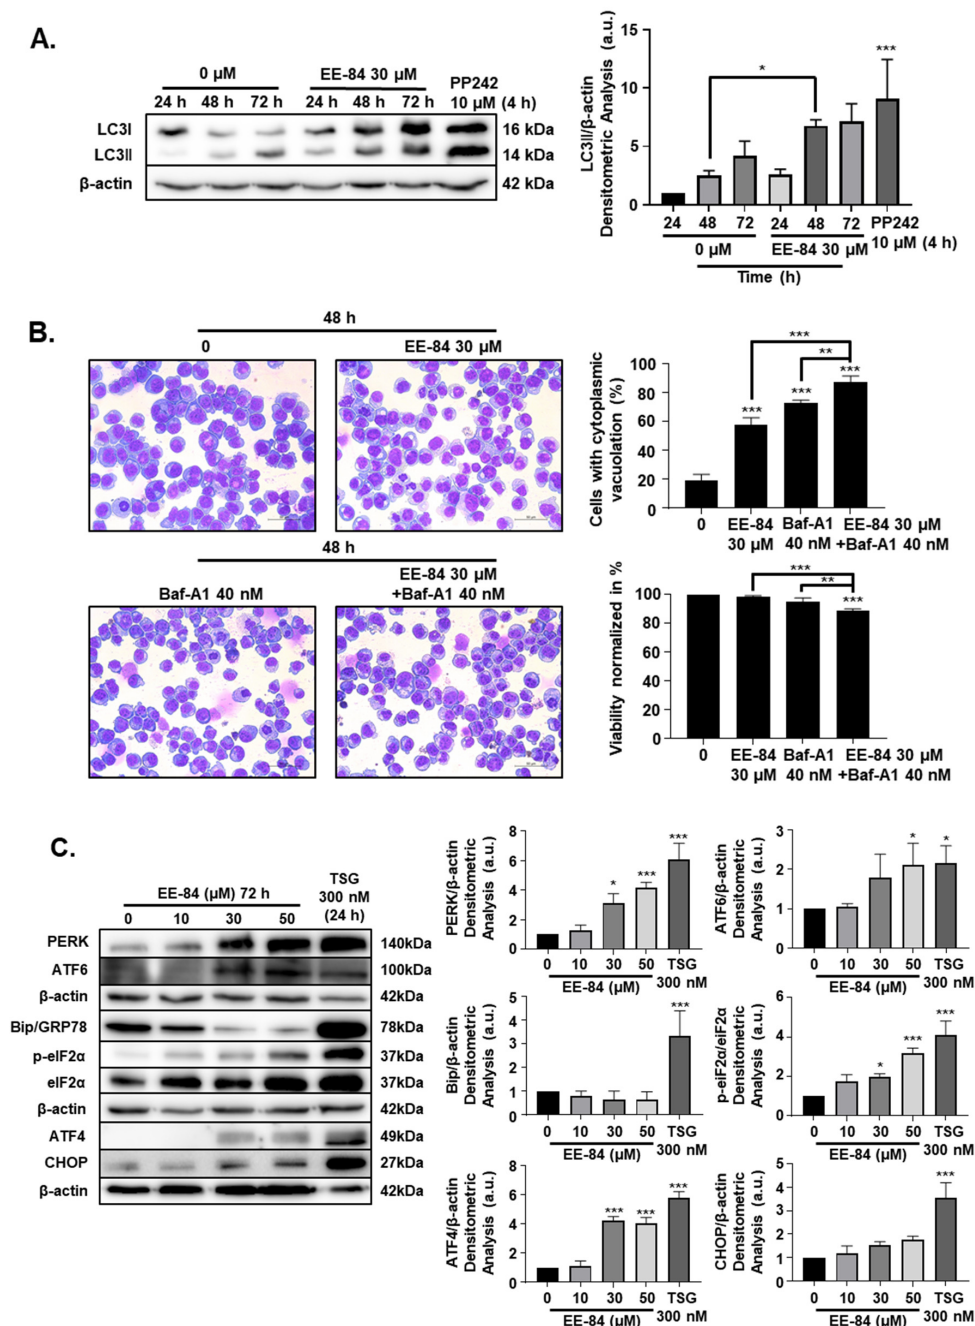 A.
0 µM
EE-84 30 µM
PP242
24 h 48 h 72 h 24 h 48 h 72 h 10 µM (4 h)
LC3I 16 kDa
LC3II 14 kDa
β-actin 42 kDa
LC3II/β-actin
Densitometric Analysis (a.u.)
15
10
5
0
*
***
24 48 72 24 48 72 PP242
10 µM (4 h)
0 µM EE-84 30 µM
Time (h)
B.
48 h
0 EE-84 30 µM
48 h
EE-84 30 µM
Baf-A1 40 nM +Baf-A1 40 nM
Cells with cytoplasmic
vacuolation (%)
100
80
60
40
20
0
***
**
*** *** ***
0 EE-84 Baf-A1 EE-84 30 µM
30 µM 40 nM +Baf-A1 40 nM
Viability normalized in %
100
80
60
40
20
0
***
**
***
0 EE-84 Baf-A1 EE-84 30 µM
30 µM 40 nM +Baf-A1 40 nM
C.
EE-84 (µM) 72 h
TSG
300 nM
(24 h)
0 10 30 50
PERK 140kDa
ATF6 100kDa
β-actin 42kDa
Bip/GRP78 78kDa
p-eIF2α 37kDa
eIF2α 37kDa
β-actin 42kDa
ATF4 49kDa
CHOP 27kDa
β-actin 42kDa
PERK/β-actin
Densitometric
Analysis (a.u.)
8
6
4
2
0
* *** ***
0 10 30 50 TSG
EE-84 (µM) 300 nM
ATF6/β-actin
Densitometric
Analysis (a.u.)
3
2
1
0
* *
0 10 30 50 TSG
EE-84 (µM) 300 nM
Bip/β-actin
Densitometric
Analysis (a.u.)
5
4
3
2
1
0
***
0 10 30 50 TSG
EE-84 (µM) 300 nM
p-eiF2α/eiF2α
Densitometric
Analysis (a.u.)
6
4
2
0
* *** ***
0 10 30 50 TSG
EE-84 (µM) 300 nM
ATF4/β-actin
Densitometric
Analysis (a.u.)
8
6
4
2
0
*** *** ***
0 10 30 50 TSG
EE-84 (µM) 300 nM
CHOP/β-actin
Densitometric
Analysis (a.u.)
5
4
3
2
1
0
***
0 10 30 50 TSG
EE-84 (µM) 300 nM